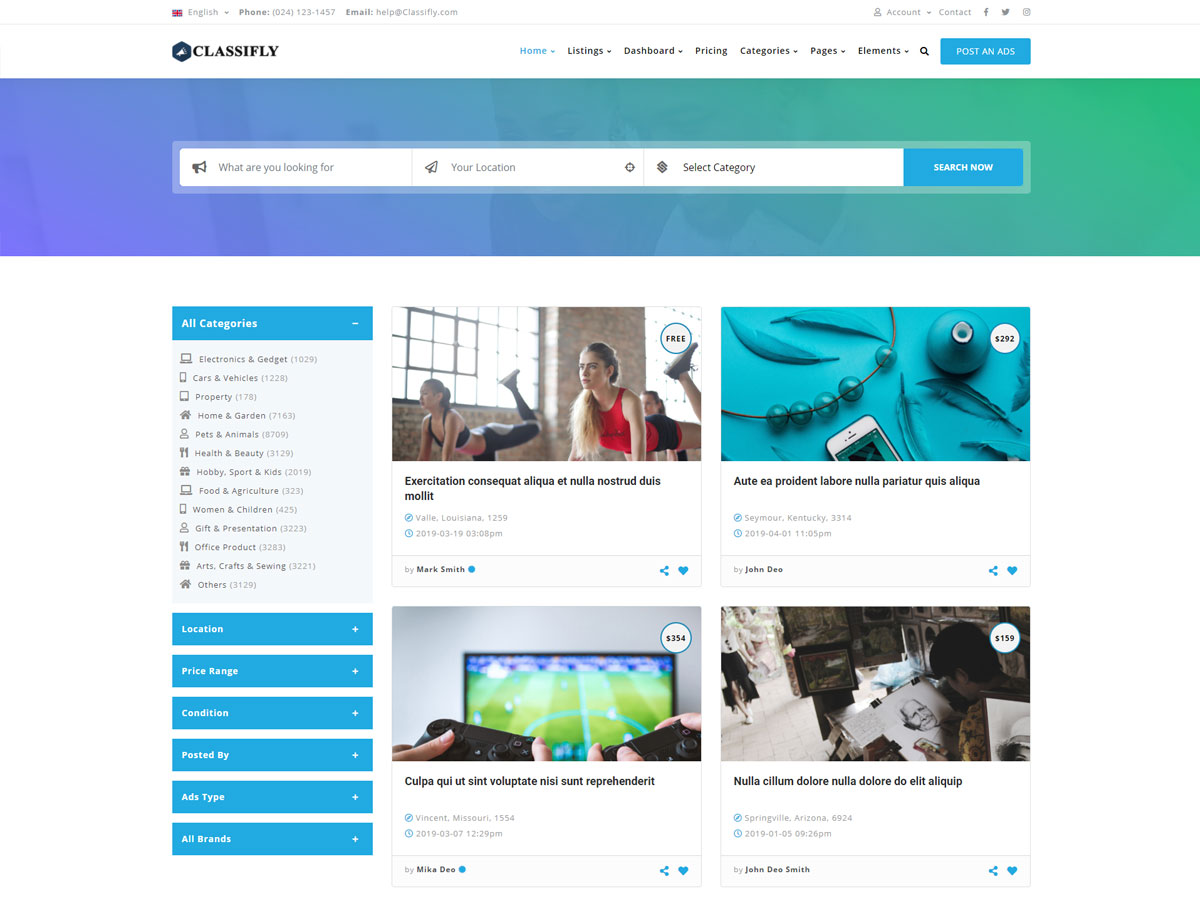 English Phone: (024) 123-1457 Email: help@Classifly.com Account Contact
CLASSIFLY Home Listings Dashboard Pricing Categories Pages Elements POST AN ADS
What are you looking for Your Location Select Category SEARCH NOW
All Categories −
Electronics & Gedget (1029)
Cars & Vehicles (1228)
Property (178)
Home & Garden (7163)
Pets & Animals (8709)
Health & Beauty (3129)
Hobby, Sport & Kids (2019)
Food & Agriculture (323)
Women & Children (425)
Gift & Presentation (3223)
Office Product (3283)
Arts, Crafts & Sewing (3221)
Others (3129)
Location +
Price Range +
Condition +
Posted By +
Ads Type +
All Brands +
FREE
Exercitation consequat aliqua et nulla nostrud duis
mollit
Valle, Louisiana, 1259
2019-03-19 03:08pm
by Mark Smith
$292
Aute ea proident labore nulla pariatur quis aliqua
Seymour, Kentucky, 3314
2019-04-01 11:05pm
by John Deo
$354
Culpa qui ut sint voluptate nisi sunt reprehenderit
Vincent, Missouri, 1554
2019-03-07 12:29pm
by Mika Deo
$159
Nulla cillum dolore nulla dolore do elit aliquip
Springville, Arizona, 6924
2019-01-05 09:26pm
by John Deo Smith